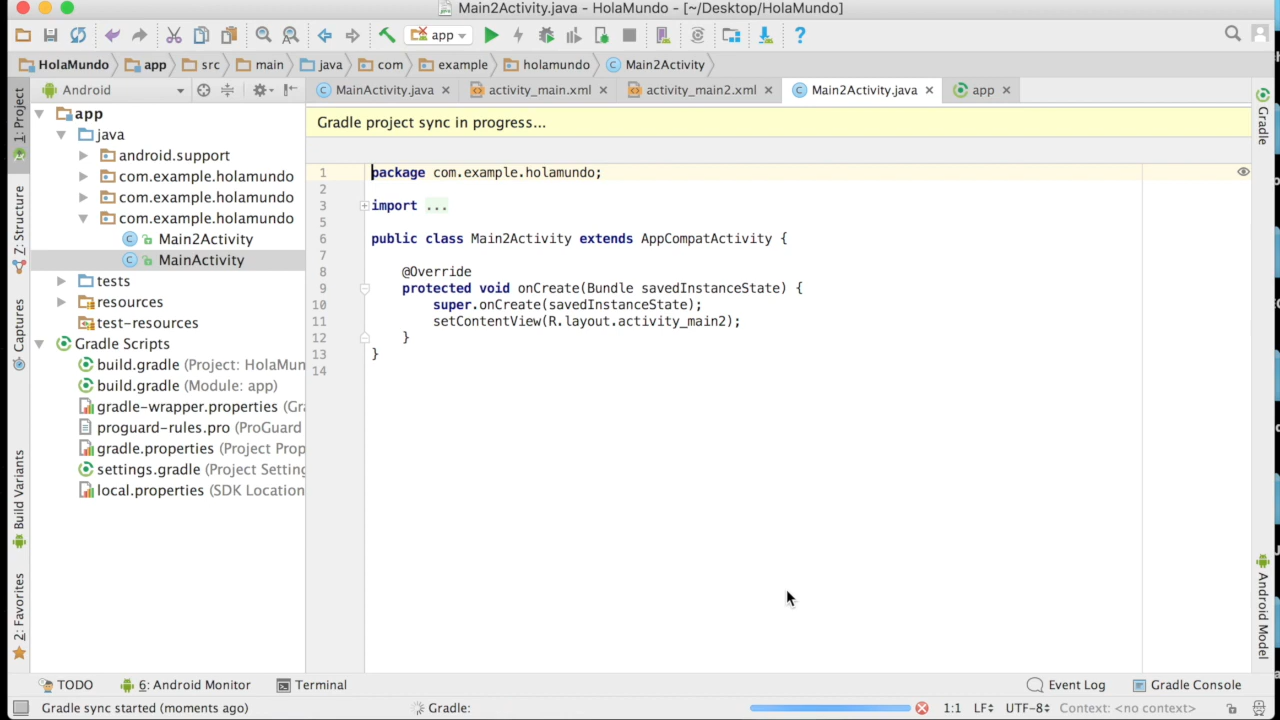 Main2Activity.java - HolaMundo - [~/Desktop/HolaMundo]
app
HolaMundo app src main java com example holamundo Main2Activity
Android
MainActivity.java activity_main.xml activity_main2.xml Main2Activity.java app
1: Project
Z: Structure
Captures
Build Variants
2: Favorites
app
java
android.support
com.example.holamundo
com.example.holamundo
com.example.holamundo
Main2Activity
MainActivity
tests
resources
test-resources
Gradle Scripts
build.gradle (Project: HolaMun
build.gradle (Module: app)
gradle-wrapper.properties (Gra
proguard-rules.pro (ProGuard
gradle.properties (Project Prop
settings.gradle (Project Setting
local.properties (SDK Location
Gradle project sync in progress...
1 package com.example.holamundo;
2
3 import ...
5
6 public class Main2Activity extends AppCompatActivity {
7
8 @Override
9 protected void onCreate(Bundle savedInstanceState) {
10 super.onCreate(savedInstanceState);
11 setContentView(R.layout.activity_main2);
12 }
13 }
14
Gradle
Android Model
TODO 6: Android Monitor Terminal Event Log Gradle Console
Gradle sync started (moments ago) Gradle: 1:1 LF UTF-8 Context: <no context>